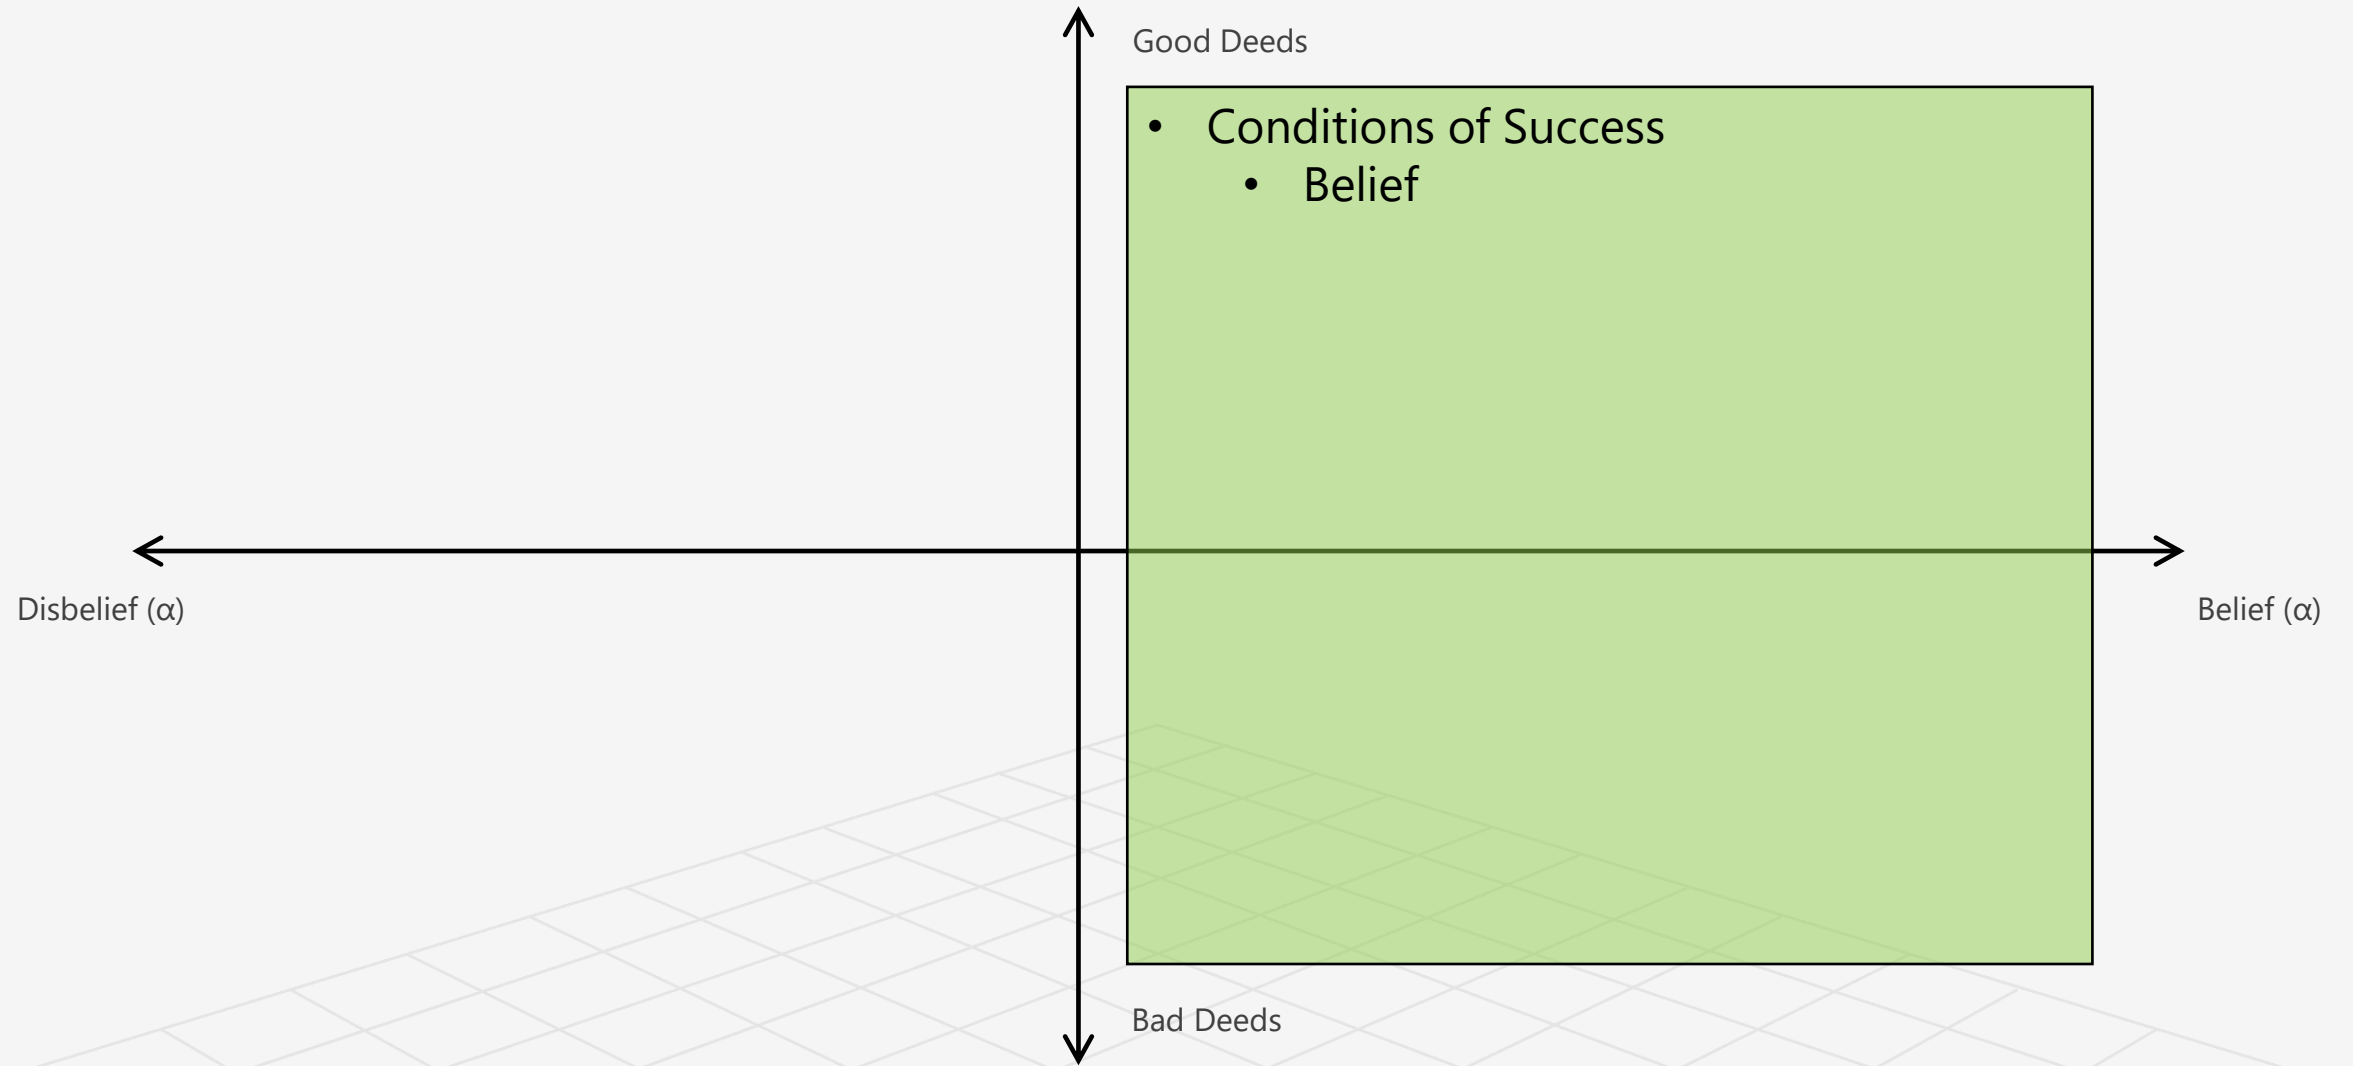 Good Deeds
• Conditions of Success
• Belief
Disbelief (α)
Belief (α)
Bad Deeds